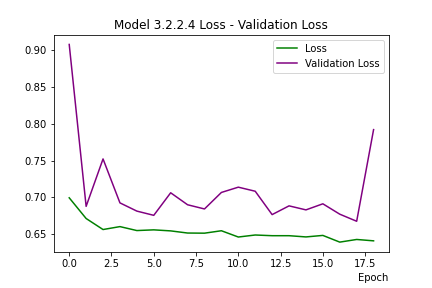 Model 3.2.2.4 Loss - Validation Loss
Loss
Validation Loss
0.90
0.85
0.80
0.75
0.70
0.65
0.0 2.5 5.0 7.5 10.0 12.5 15.0 17.5
Epoch